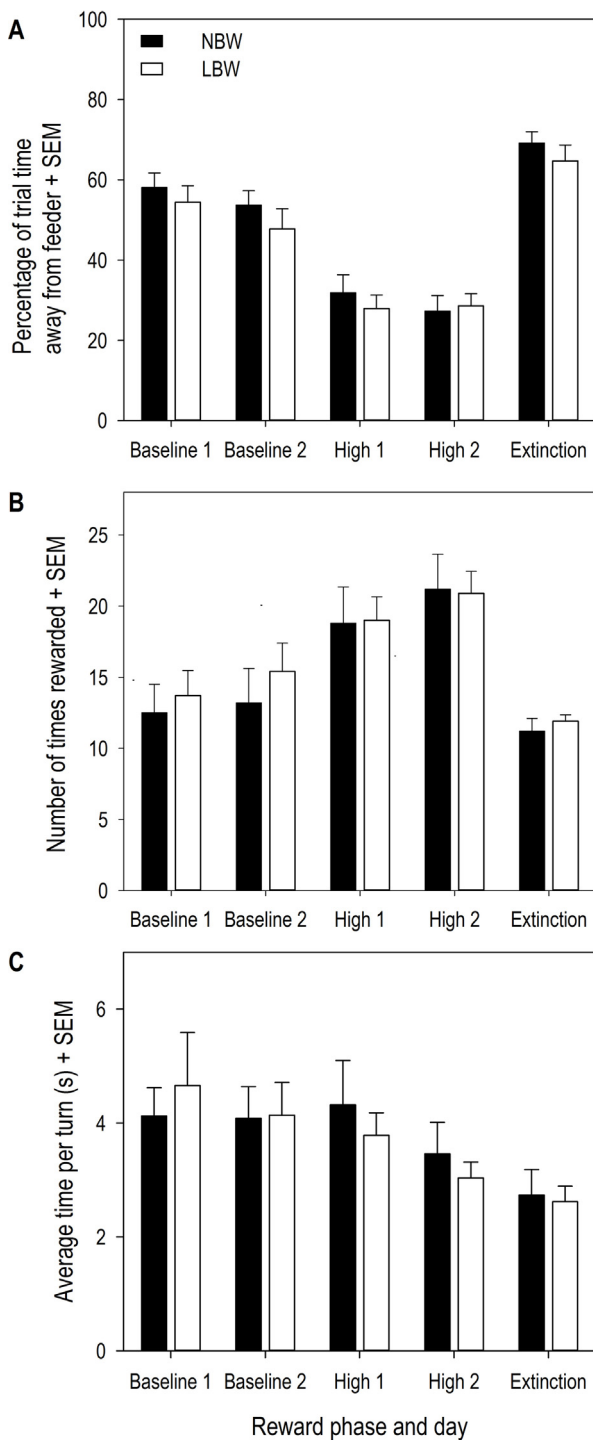 A
100
80
60
40
20
0
Percentage of trial time
away from feeder + SEM
NBW
LBW
Baseline 1 Baseline 2 High 1 High 2 Extinction
B
25
20
15
10
5
0
Number of times rewarded + SEM
Baseline 1 Baseline 2 High 1 High 2 Extinction
C
6
4
2
0
Average time per turn (s) + SEM
Baseline 1 Baseline 2 High 1 High 2 Extinction
Reward phase and day